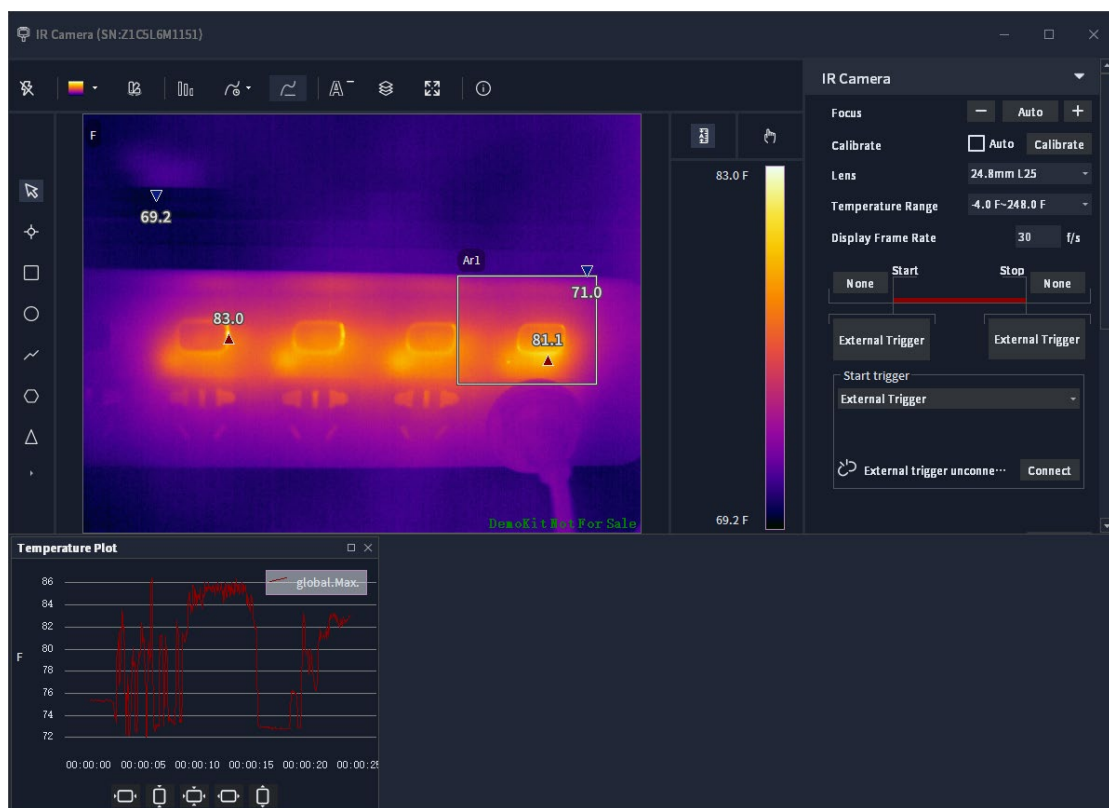 IR Camera (SN:Z1C5L6M1151)
IR Camera
Focus
Auto
Calibrate
Auto
Calibrate
Lens
24.8mm L25
Temperature Range
-4.0 F~248.0 F
Display Frame Rate
30
f/s
None
Start
Stop
None
External Trigger
External Trigger
Start trigger
External Trigger
External trigger unconne···
Connect
F
69.2
83.0
Ar1
71.0
81.1
DemoKit Not For Sale
83.0 F
69.2 F
Temperature Plot
global.Max.
86
84
82
80
F
78
76
74
72
00:00:00
00:00:05
00:00:10
00:00:15
00:00:20
00:00:25